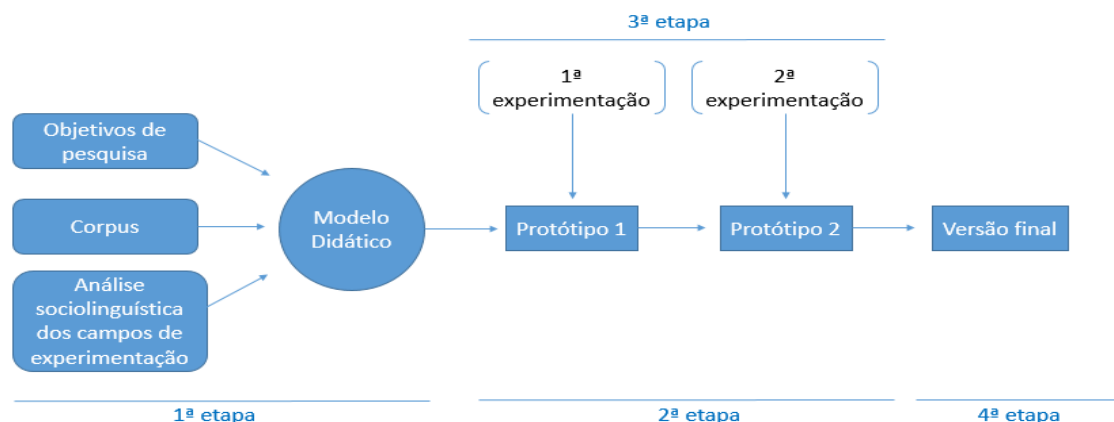 3ª etapa
1ª
experimentação
2ª
experimentação
Objetivos de
pesquisa
Corpus
Análise
sociolinguística
dos campos de
experimentação
Modelo
Didático
Protótipo 1
Protótipo 2
Versão final
1ª etapa
2ª etapa
4ª etapa